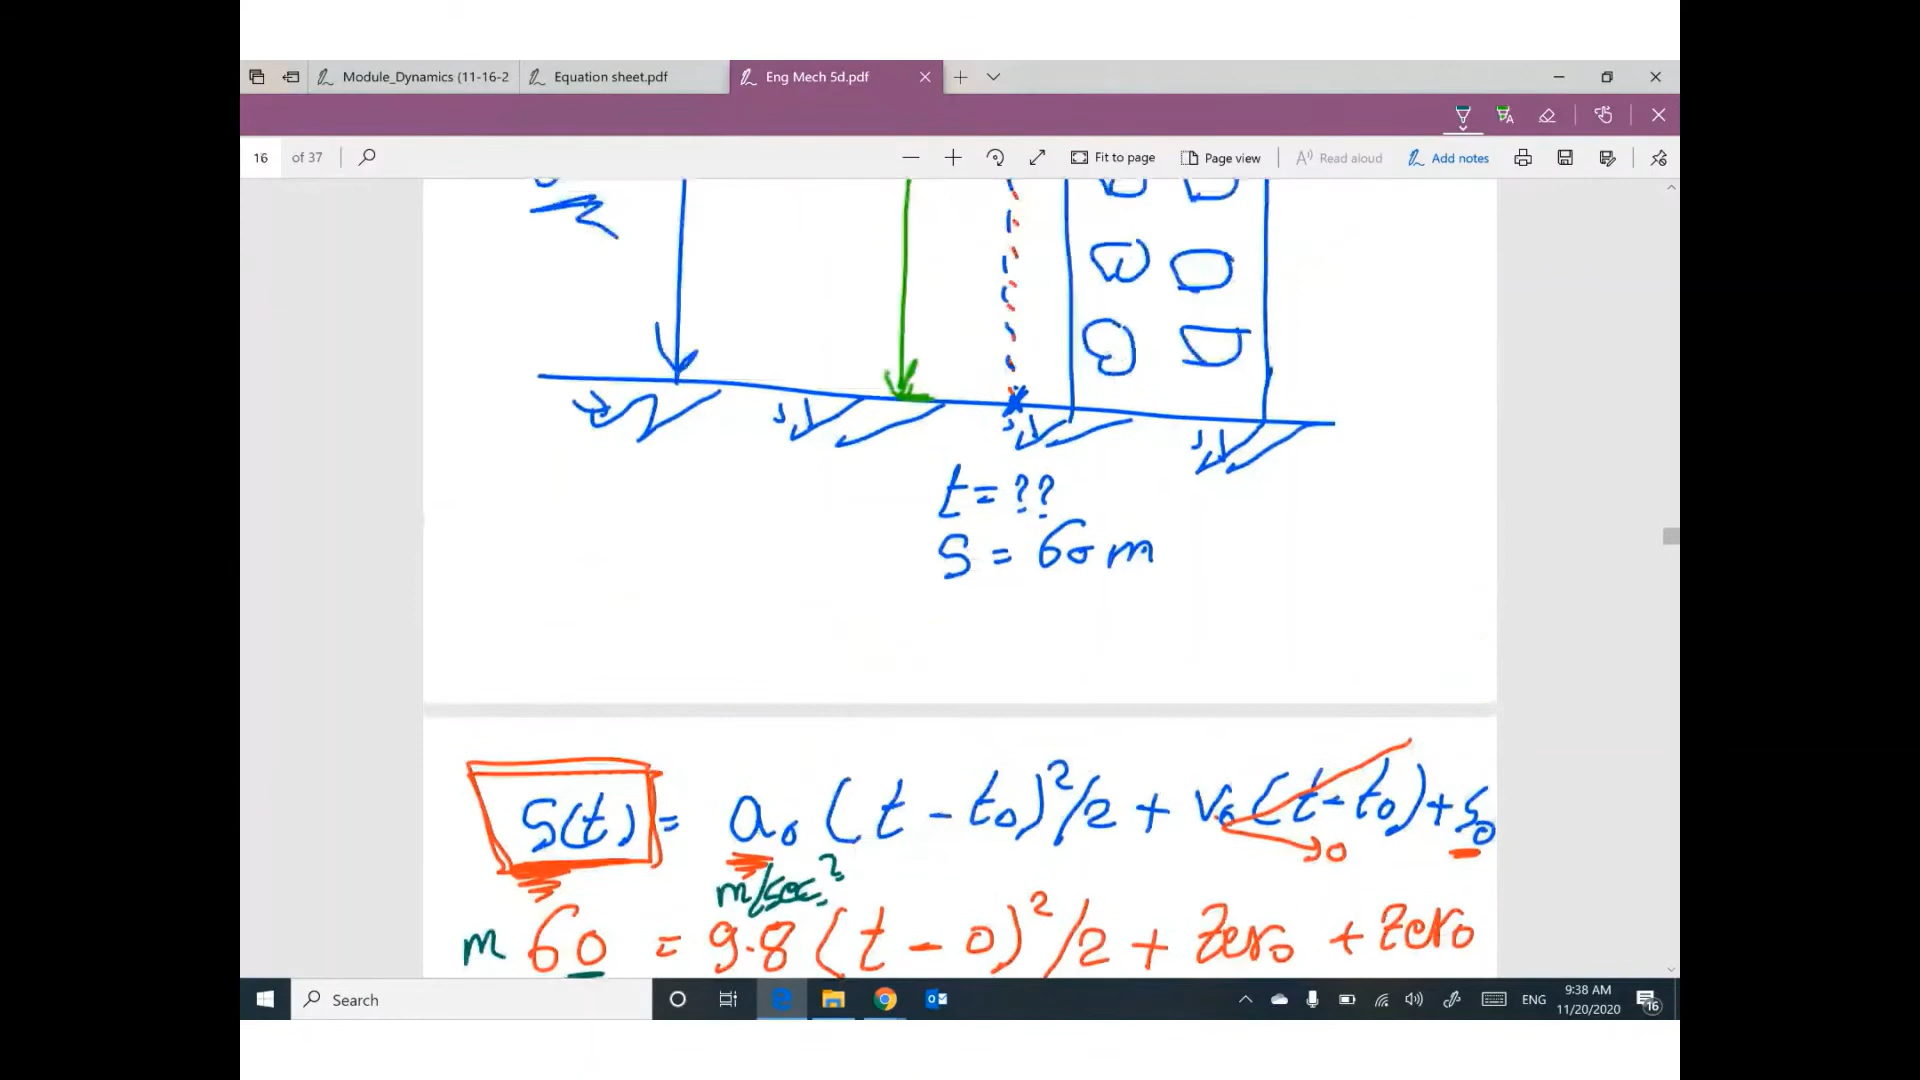 Module_Dynamics (11-16-2
Equation sheet.pdf
Eng Mech 5d.pdf
16 of 37
Fit to page
Page view
Read aloud
Add notes
t = ??
S = 60 m
S(t) = a₀ (t - t₀)²/2 + V₀ (t - t₀) + S₀
→0
m/sec²
m 60 = 9.8 (t - 0)²/2 + Zero + Zero
Search
ENG
9:38 AM
11/20/2020
16